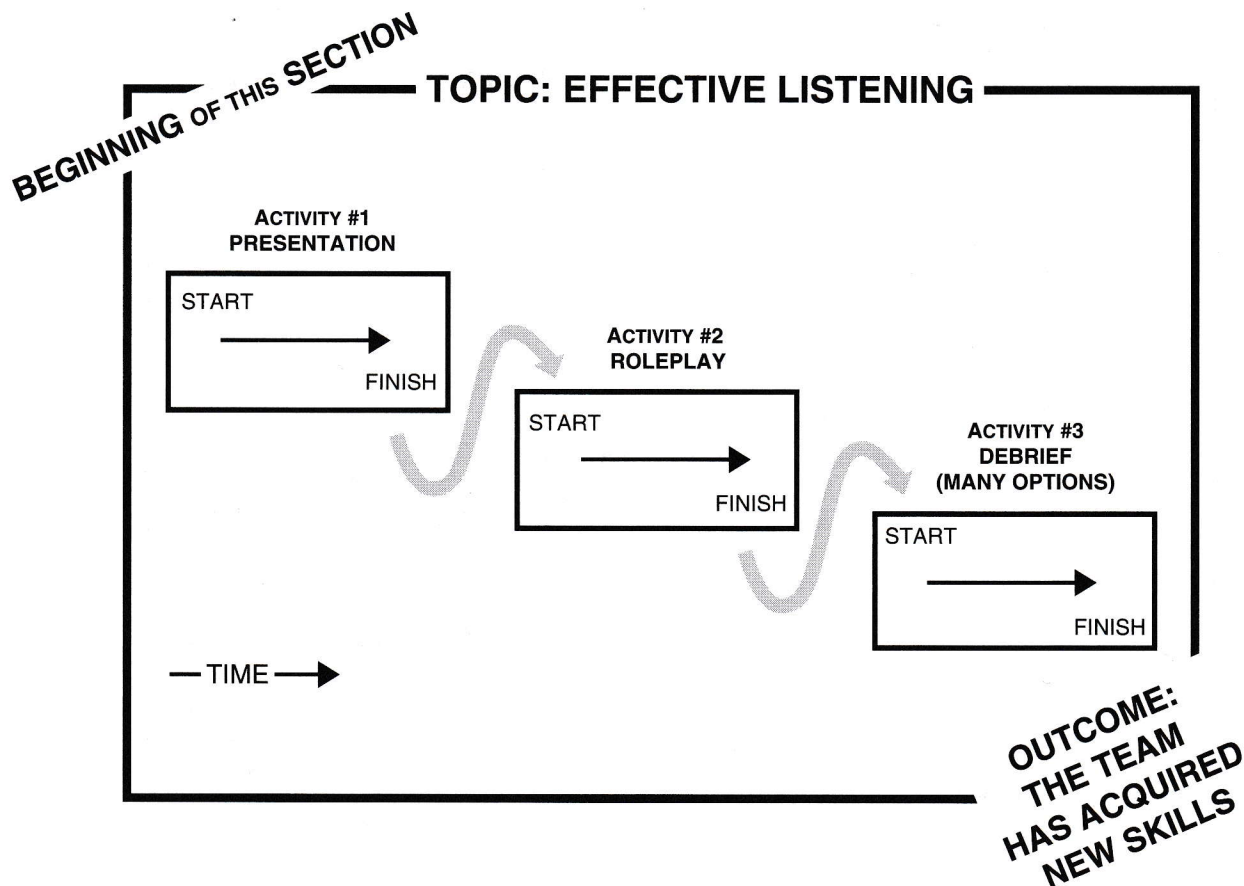 BEGINNING OF THIS SECTION
TOPIC: EFFECTIVE LISTENING
ACTIVITY #1
PRESENTATION
START
FINISH
ACTIVITY #2
ROLEPLAY
START
FINISH
ACTIVITY #3
DEBRIEF
(MANY OPTIONS)
START
FINISH
TIME
OUTCOME:
THE TEAM
HAS ACQUIRED
NEW SKILLS